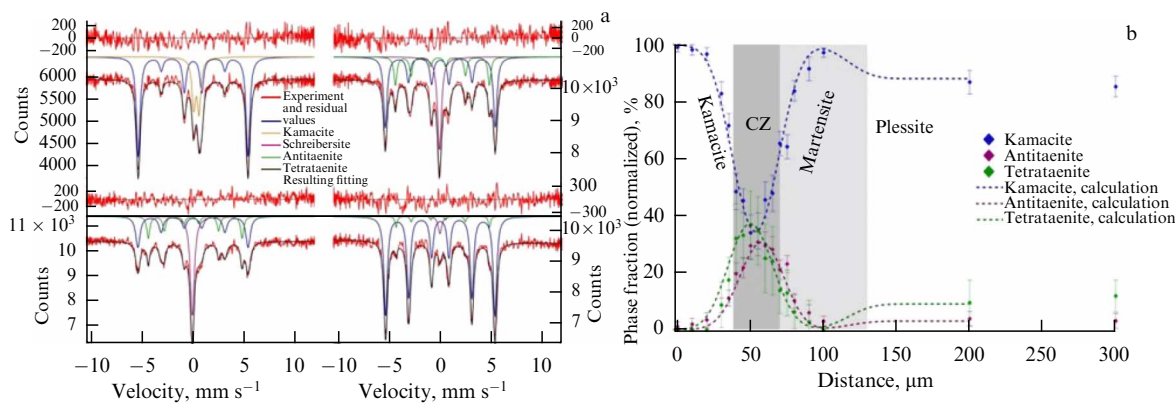 a
200
0
−200
200
0
−200
6000
5500
5000
4500
4000
Counts
Experiment
and residual
values
Kamacite
Schreibersite
Antitaenite
Tetrataenite
Resulting fitting
10 × 10³
9
8
200
−200
300
0
−300
11 × 10³
10
9
8
7
Counts
10 × 10³
9
8
7
Counts
−10 −5 0 5 10
−10 −5 0 5 10
Velocity, mm s⁻¹
Velocity, mm s⁻¹
b
Phase fraction (normalized), %
100
80
60
40
20
0
Kamacite
CZ
Martensite
Plessite
Kamacite
Antitaenite
Tetrataenite
Kamacite, calculation
Antitaenite, calculation
Tetrataenite, calculation
0 50 100 150 200 250 300
Distance, μm